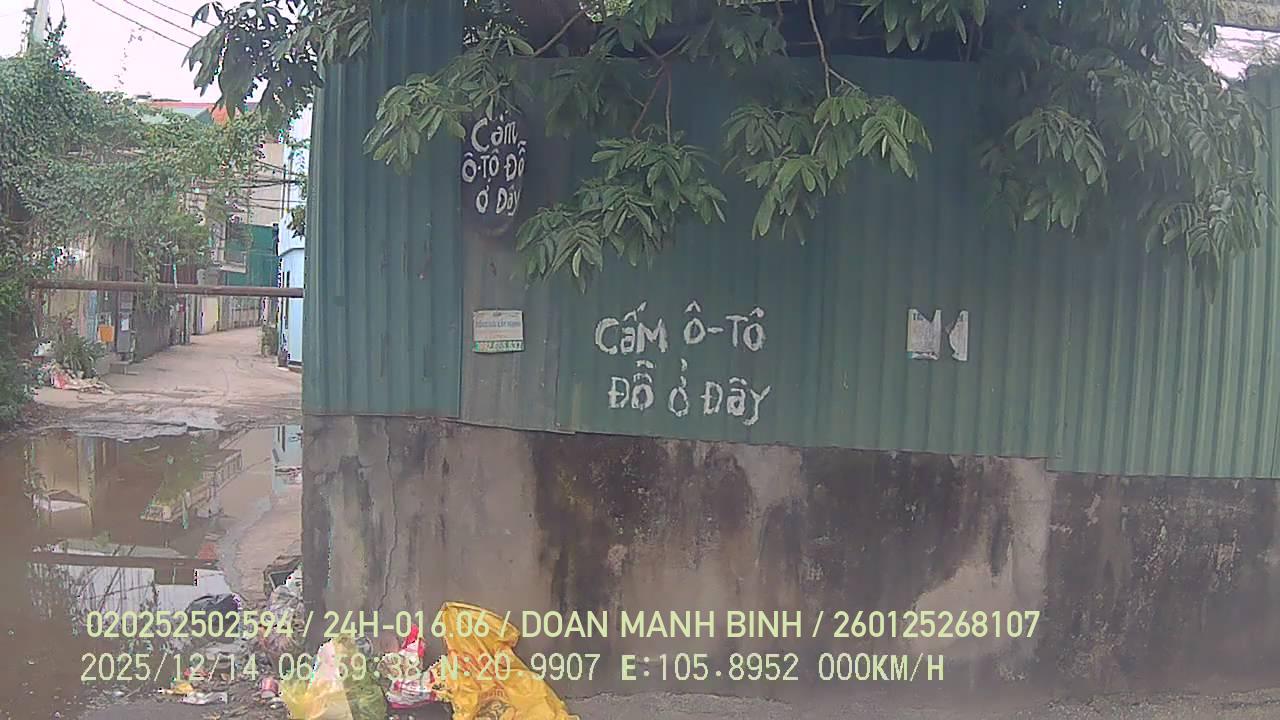 Cấm
Ô-TÔ Đỗ
Ở Đây
CẤM Ô-TÔ
ĐỖ Ở ĐÂY
020252502594 / 24H-016.06 / DOAN MANH BINH / 260125268107
2025/12/14 06:59:38 N:20.9907 E:105.8952 000KM/H